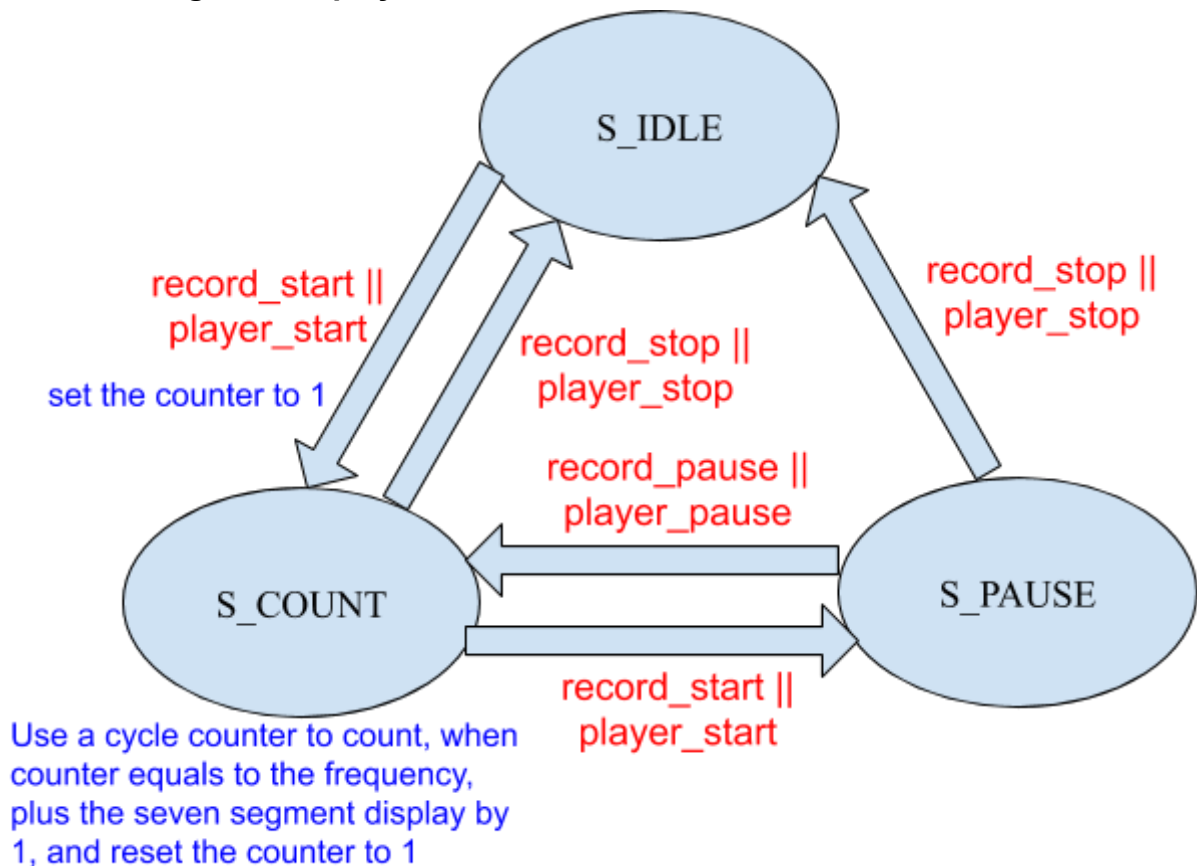 S_IDLE
record_start ||
player_start
record_stop ||
player_stop
set the counter to 1
record_stop ||
player_stop
record_pause ||
player_pause
S_COUNT
S_PAUSE
record_start ||
player_start
Use a cycle counter to count, when
counter equals to the frequency,
plus the seven segment display by
1, and reset the counter to 1